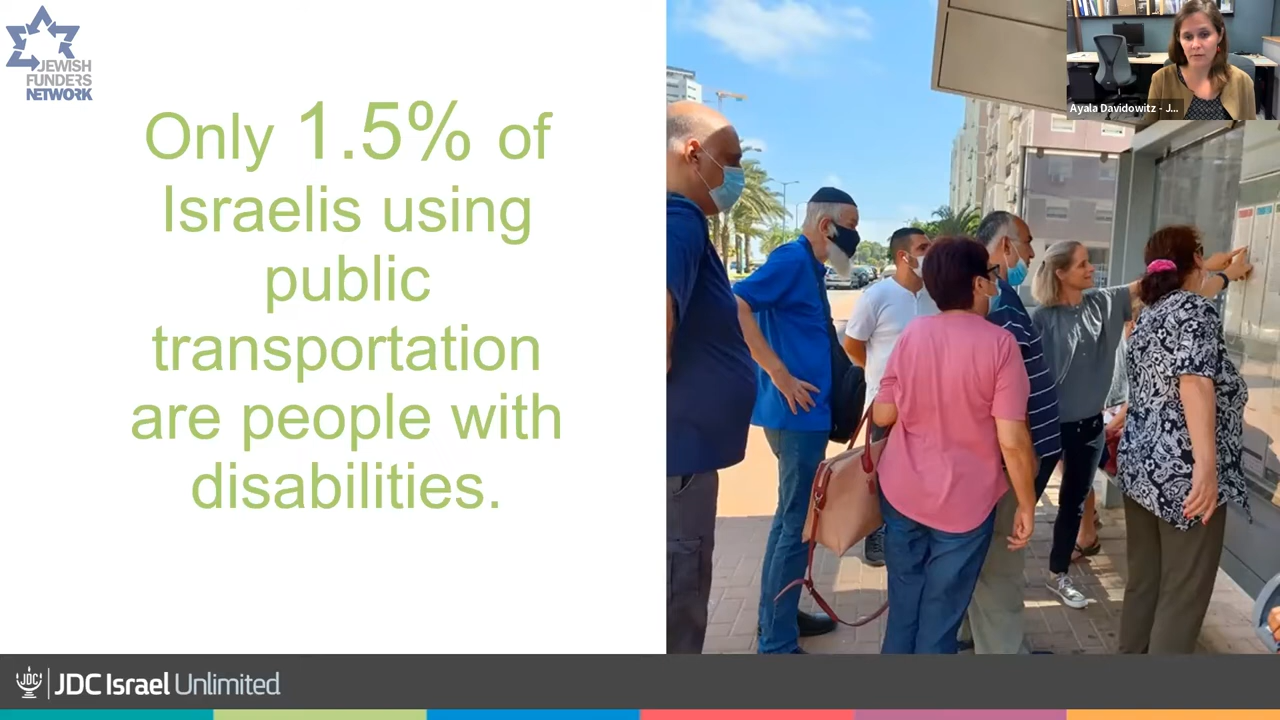 JEWISH
FUNDERS
NETWORK
Only 1.5% of
Israelis using
public
transportation
are people with
disabilities.
Ayala Davidowitz - J...
JDC
JDC Israel Unlimited